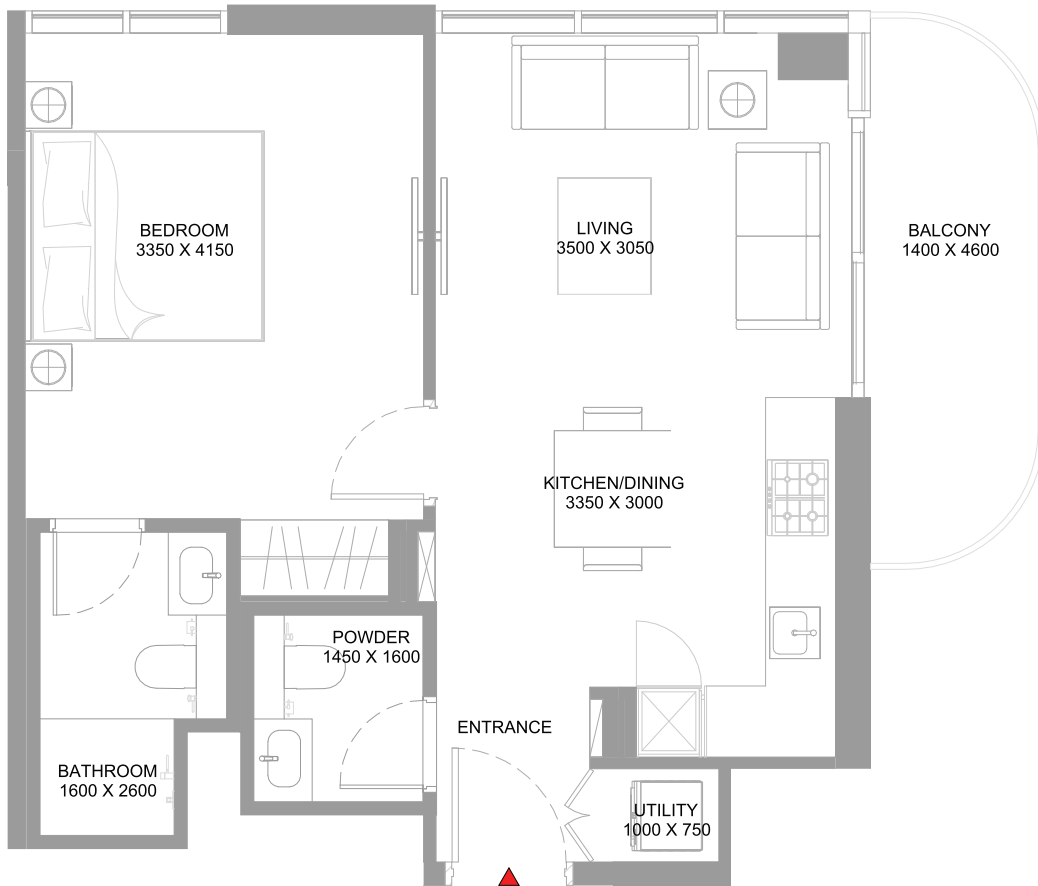 BEDROOM
3350 X 4150
LIVING
3500 X 3050
BALCONY
1400 X 4600
KITCHEN/DINING
3350 X 3000
POWDER
1450 X 1600
ENTRANCE
BATHROOM
1600 X 2600
UTILITY
1000 X 750